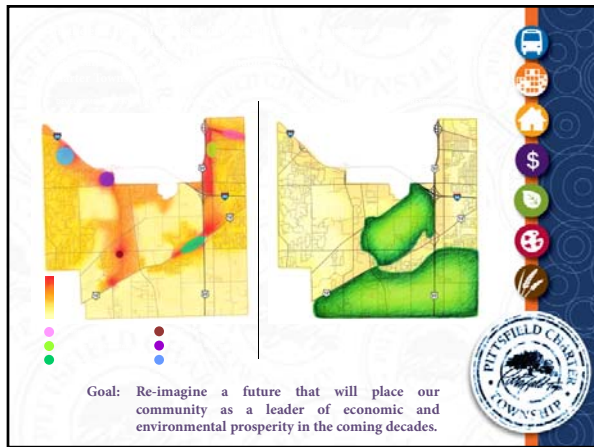 $
PITTSFIELD CHARTER
TOWNSHIP
Goal: Re-imagine a future that will place our
community as a leader of economic and
environmental prosperity in the coming decades.